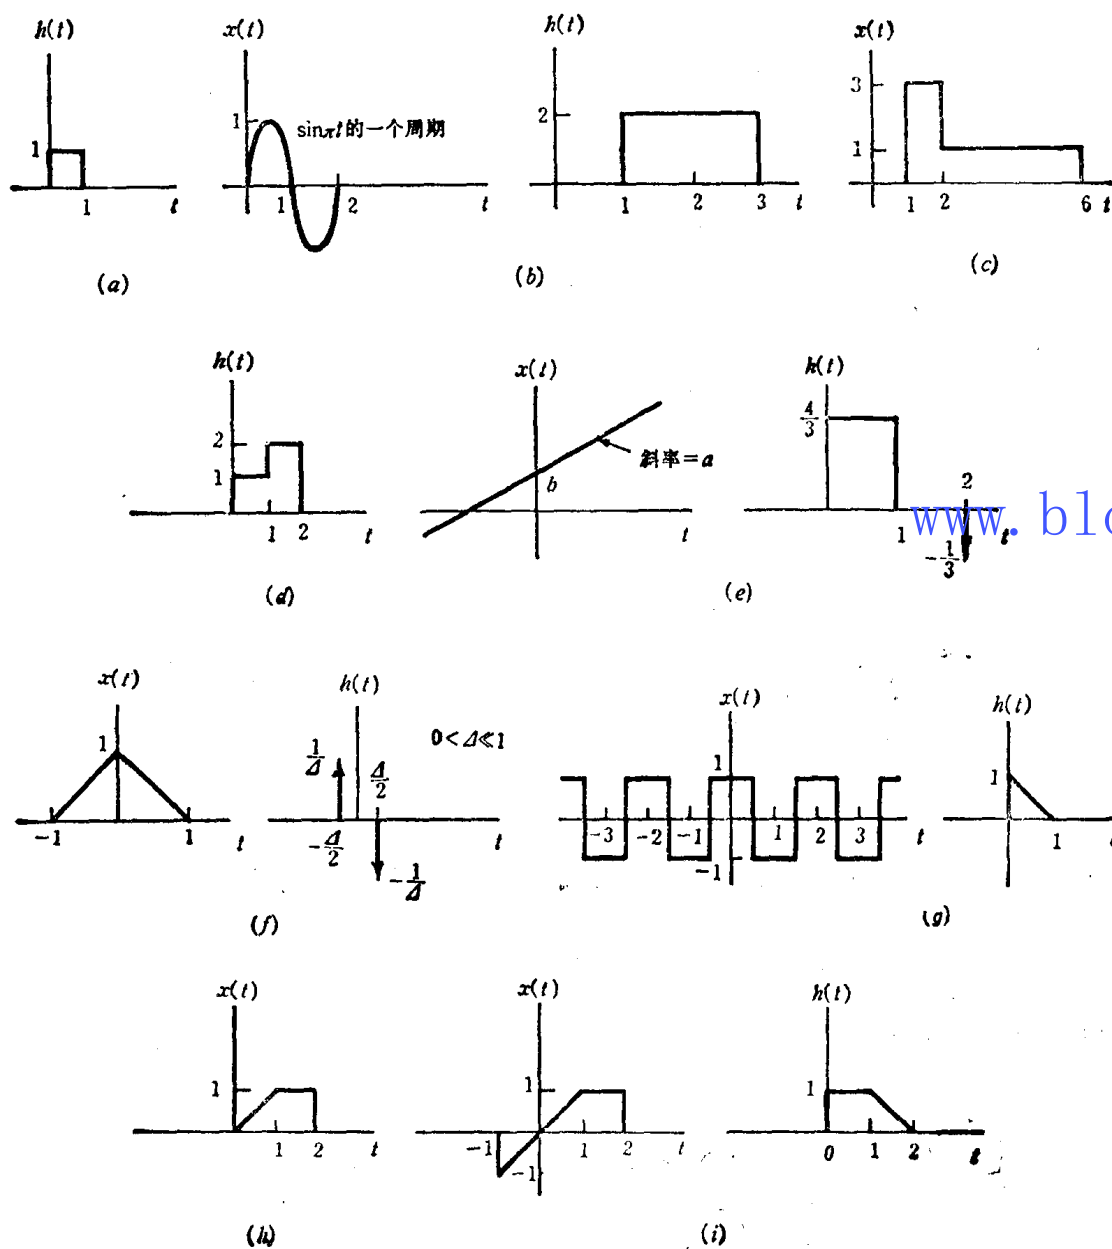 h(t) x(t) h(t) x(t)
1 1 2 3 1
sinπt的一个周期
1 t 1 2 t 1 2 3 t 1 2 6 t
(a) (b) (c)
h(t) x(t) h(t)
2 1 b 斜率=a 4/3 2
1 2 t t 1 t -1/3
www.blo
(d) (e)
x(t) h(t) x(t) h(t)
1 1/Δ Δ/2 0<Δ≪1 1 1
-1 1 t -Δ/2 -1/Δ t -3 -2 -1 1 2 3 t -1 1 t
(f) (g)
x(t) x(t) h(t)
1 1 1
1 2 t -1 -1 1 2 t 0 1 2 t
(h) (i)